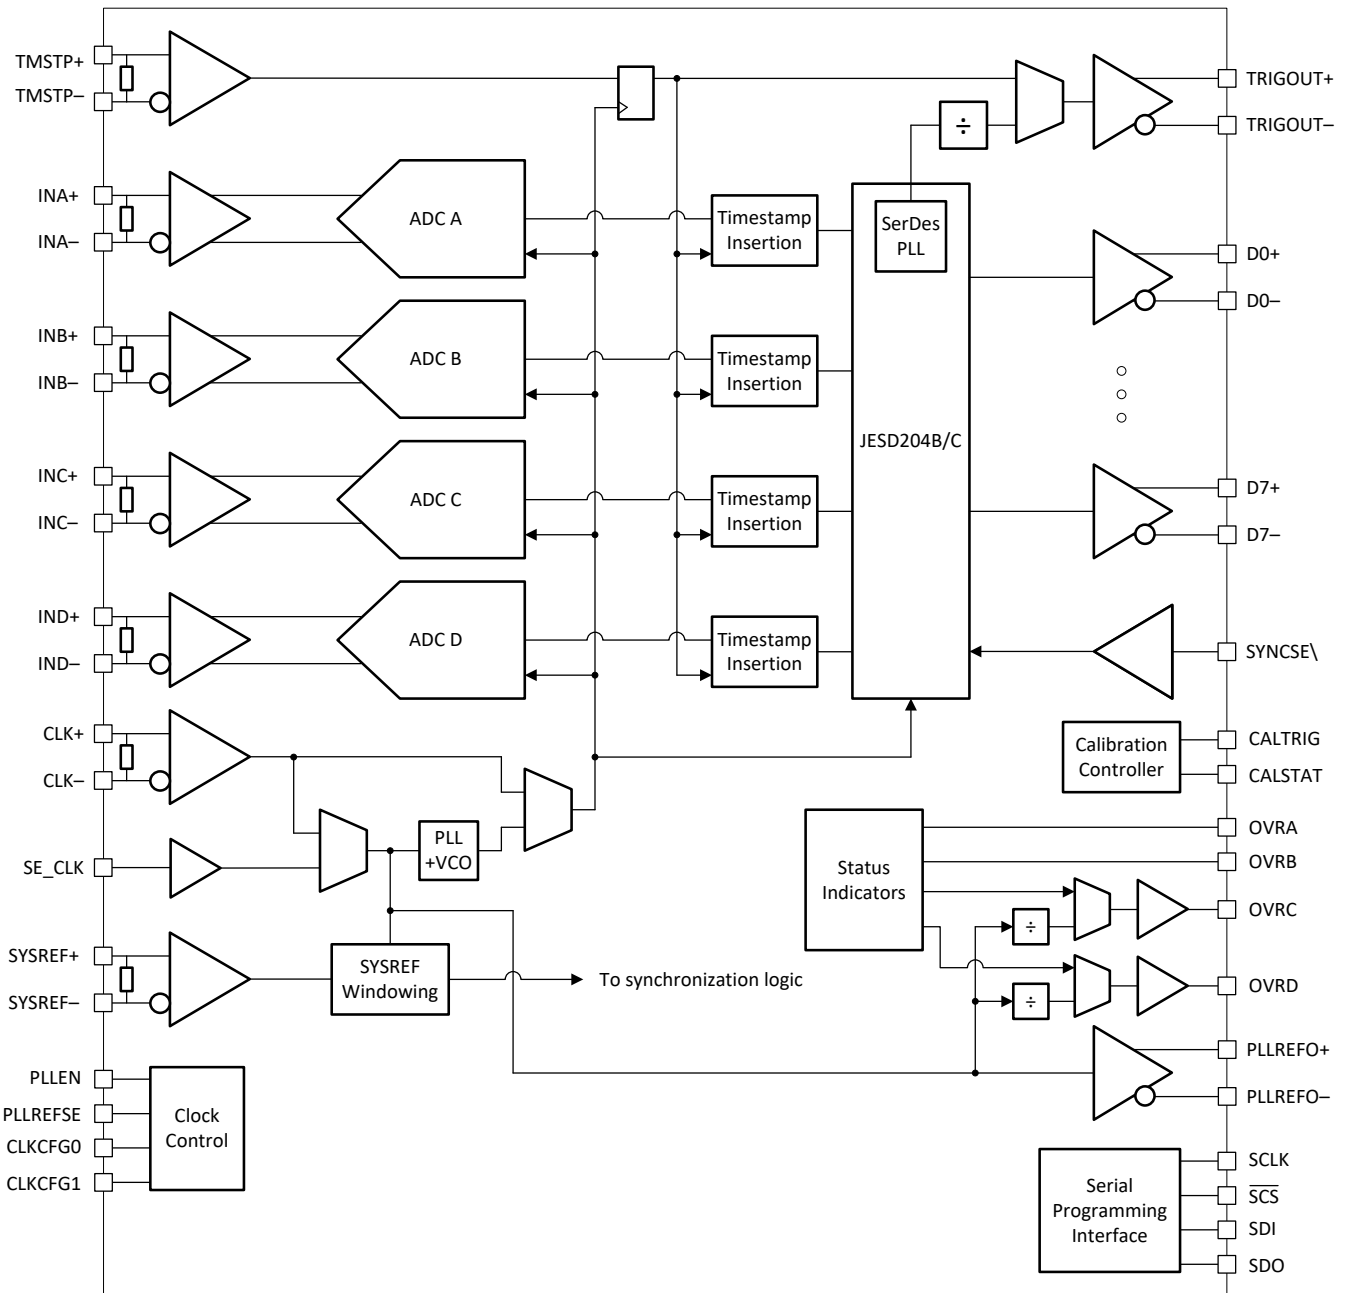 TMSTP+
TMSTP–
TRIGOUT+
TRIGOUT–
÷
INA+
INA–
ADC A
Timestamp
Insertion
SerDes
PLL
D0+
D0–
INB+
INB–
ADC B
Timestamp
Insertion
JESD204B/C
INC+
INC–
ADC C
Timestamp
Insertion
D7+
D7–
IND+
IND–
ADC D
Timestamp
Insertion
SYNCSE\
CLK+
CLK–
Calibration
Controller
CALTRIG
CALSTAT
SE_CLK
PLL
+VCO
Status
Indicators
OVRA
OVRB
OVRC
OVRD
÷
÷
SYSREF+
SYSREF–
SYSREF
Windowing
To synchronization logic
PLLREFO+
PLLREFO–
PLLEN
PLLREFSE
CLKCFG0
CLKCFG1
Clock
Control
Serial
Programming
Interface
SCLK
SCS
SDI
SDO